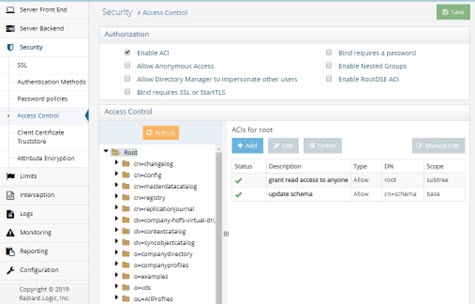 Server Front End
Server Backend
Security
SSL
Authentication Methods
Password policies
Access Control
Client Certificate
Truststore
Attribute Encryption
Limits
Interception
Logs
Monitoring
Reporting
Configuration
Copyright © 2019
Radiant Logic, Inc.
Security » Access Control
Save
Authorization
Enable ACI
Bind requires a password
Allow Anonymous Access
Enable Nested Groups
Allow Directory Manager to impersonate other users
Enable RootDSE ACI
Bind requires SSL or StartTLS
Access Control
Refresh
Root
cn=changelog
cn=config
cn=masterdatacatalog
cn=registry
cn=replicationjournal
dv=companyihdfs-virtual-dri..
dv=contextcatalog
dv=syncobjectcatalog
o=companydirectory
o=companyprofiles
o=examples
o=vds
ou=AllProfiles
ACIs for root
+ Add
Edit
Delete
Manual Edit
Status Description Type DN Scope
grant read access to anyone Allow root subtree
update schema Allow cn=schema base